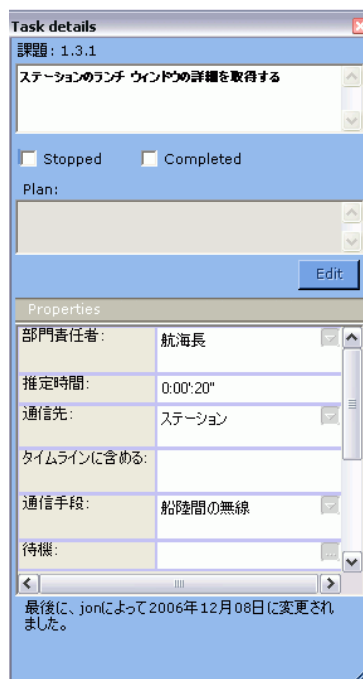 Task details
課題: 1.3.1
ステーションのランチ ウィンドウの詳細を取得する
Stopped Completed
Plan:
Edit
Properties
部門責任者: 航海長
推定時間: 0:00':20"
通信先: ステーション
タイムラインに含める:
通信手段: 船陸間の無線
待機:
最後に、jonによって2006年12月08日に変更され
ました。